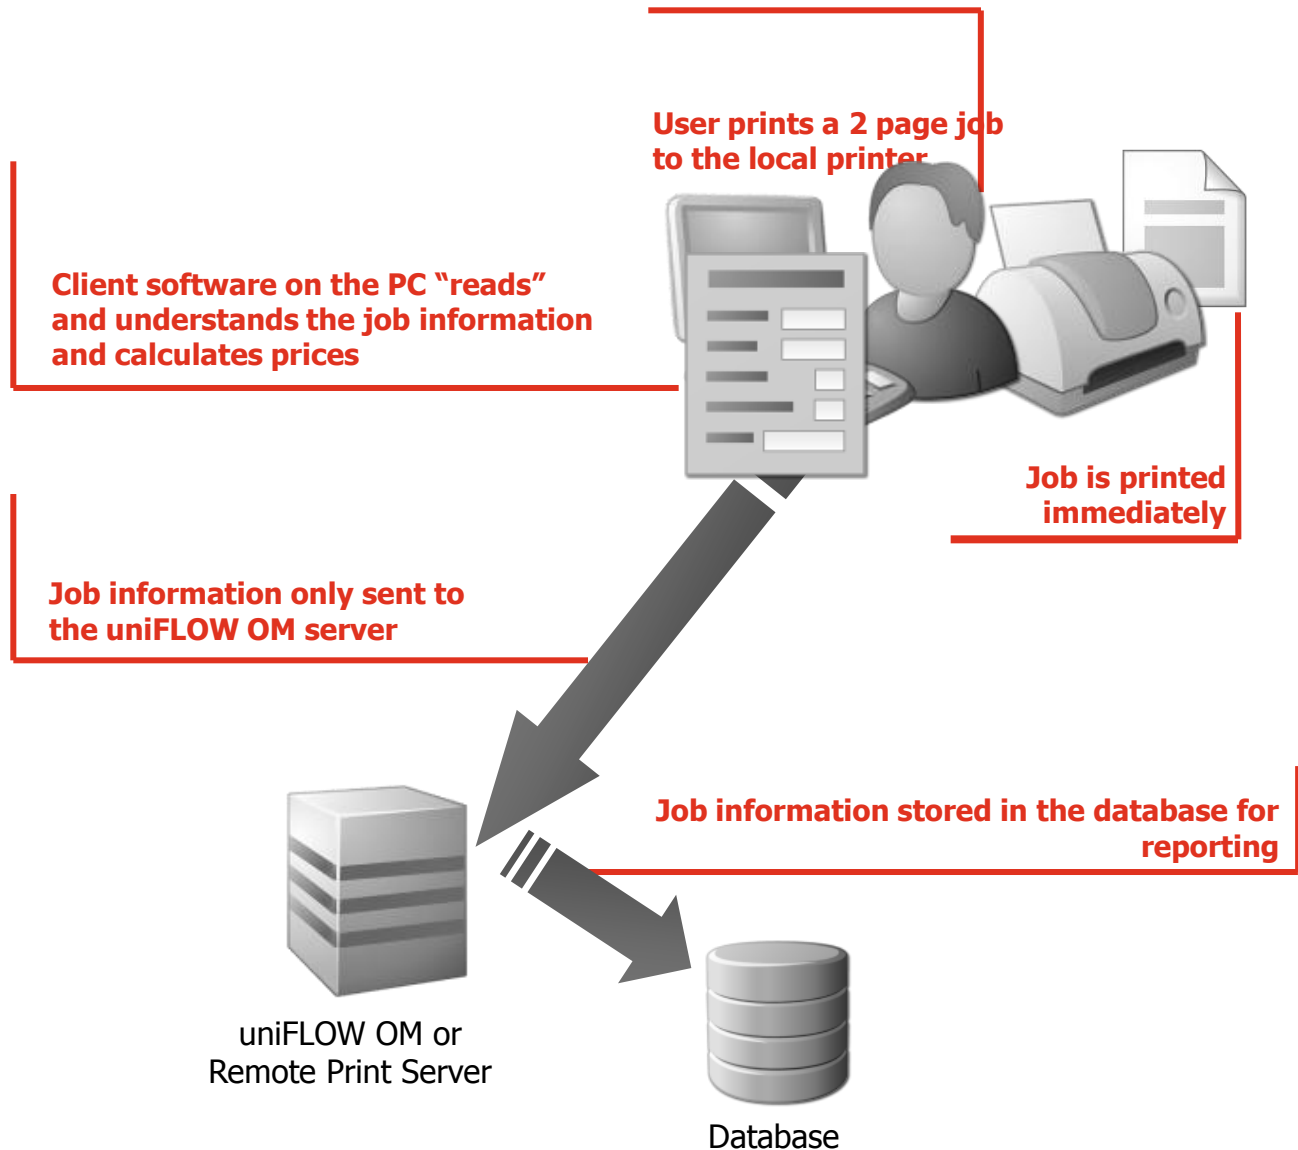 User prints a 2 page job
to the local printer
Client software on the PC “reads”
and understands the job information
and calculates prices
Job is printed
immediately
Job information only sent to
the uniFLOW OM server
Job information stored in the database for
reporting
uniFLOW OM or
Remote Print Server
Database